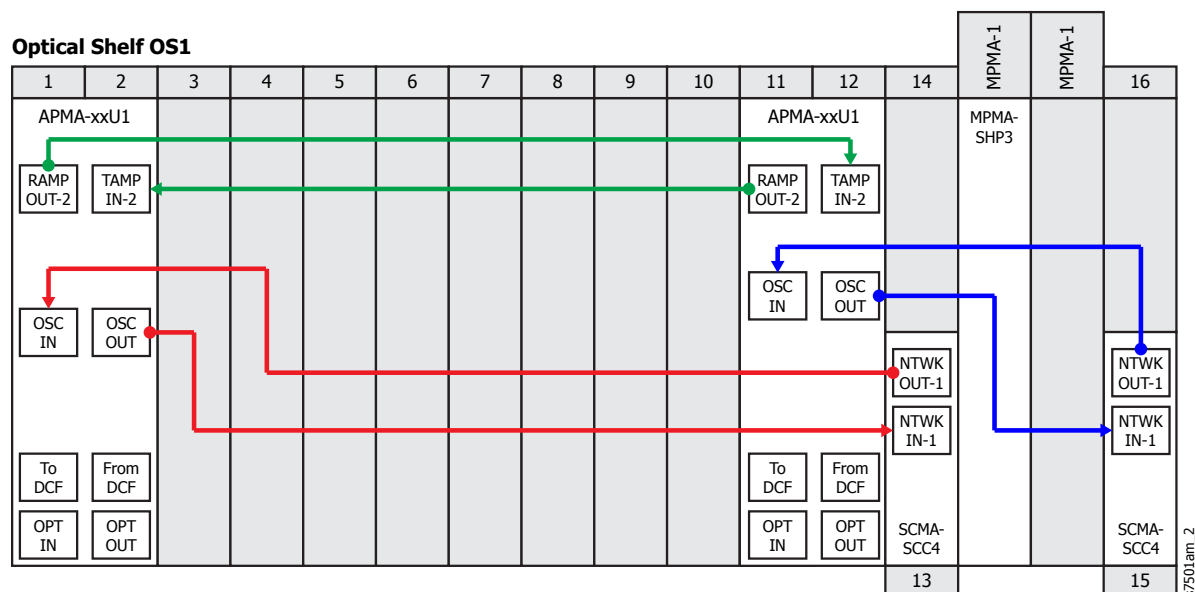 Optical Shelf OS1
MPMA-1
MPMA-1
1 2 3 4 5 6 7 8 9 10 11 12 14 16
APMA-xxU1
APMA-xxU1
MPMA-
SHP3
RAMP
OUT-2
TAMP
IN-2
RAMP
OUT-2
TAMP
IN-2
OSC
IN
OSC
OUT
OSC
IN
OSC
OUT
NTWK
OUT-1
NTWK
OUT-1
NTWK
IN-1
NTWK
IN-1
To
DCF
From
DCF
To
DCF
From
DCF
OPT
IN
OPT
OUT
OPT
IN
OPT
OUT
SCMA-
SCC4
SCMA-
SCC4
13 15